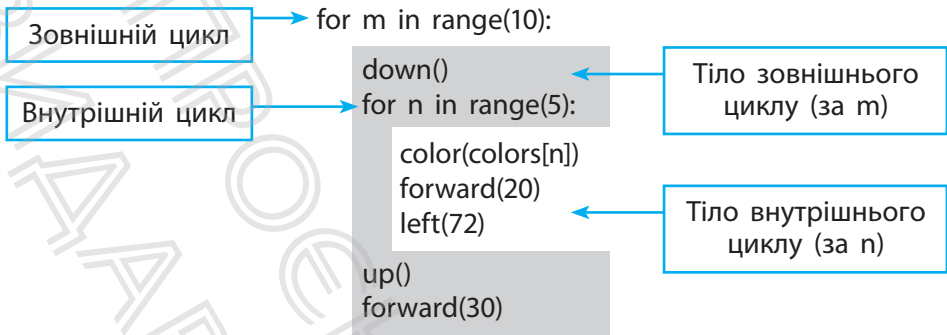 Зовнішній цикл
for m in range(10):
down()
Тіло зовнішнього
циклу (за m)
Внутрішній цикл
for n in range(5):
color(colors[n])
forward(20)
left(72)
Тіло внутрішнього
циклу (за n)
up()
forward(30)